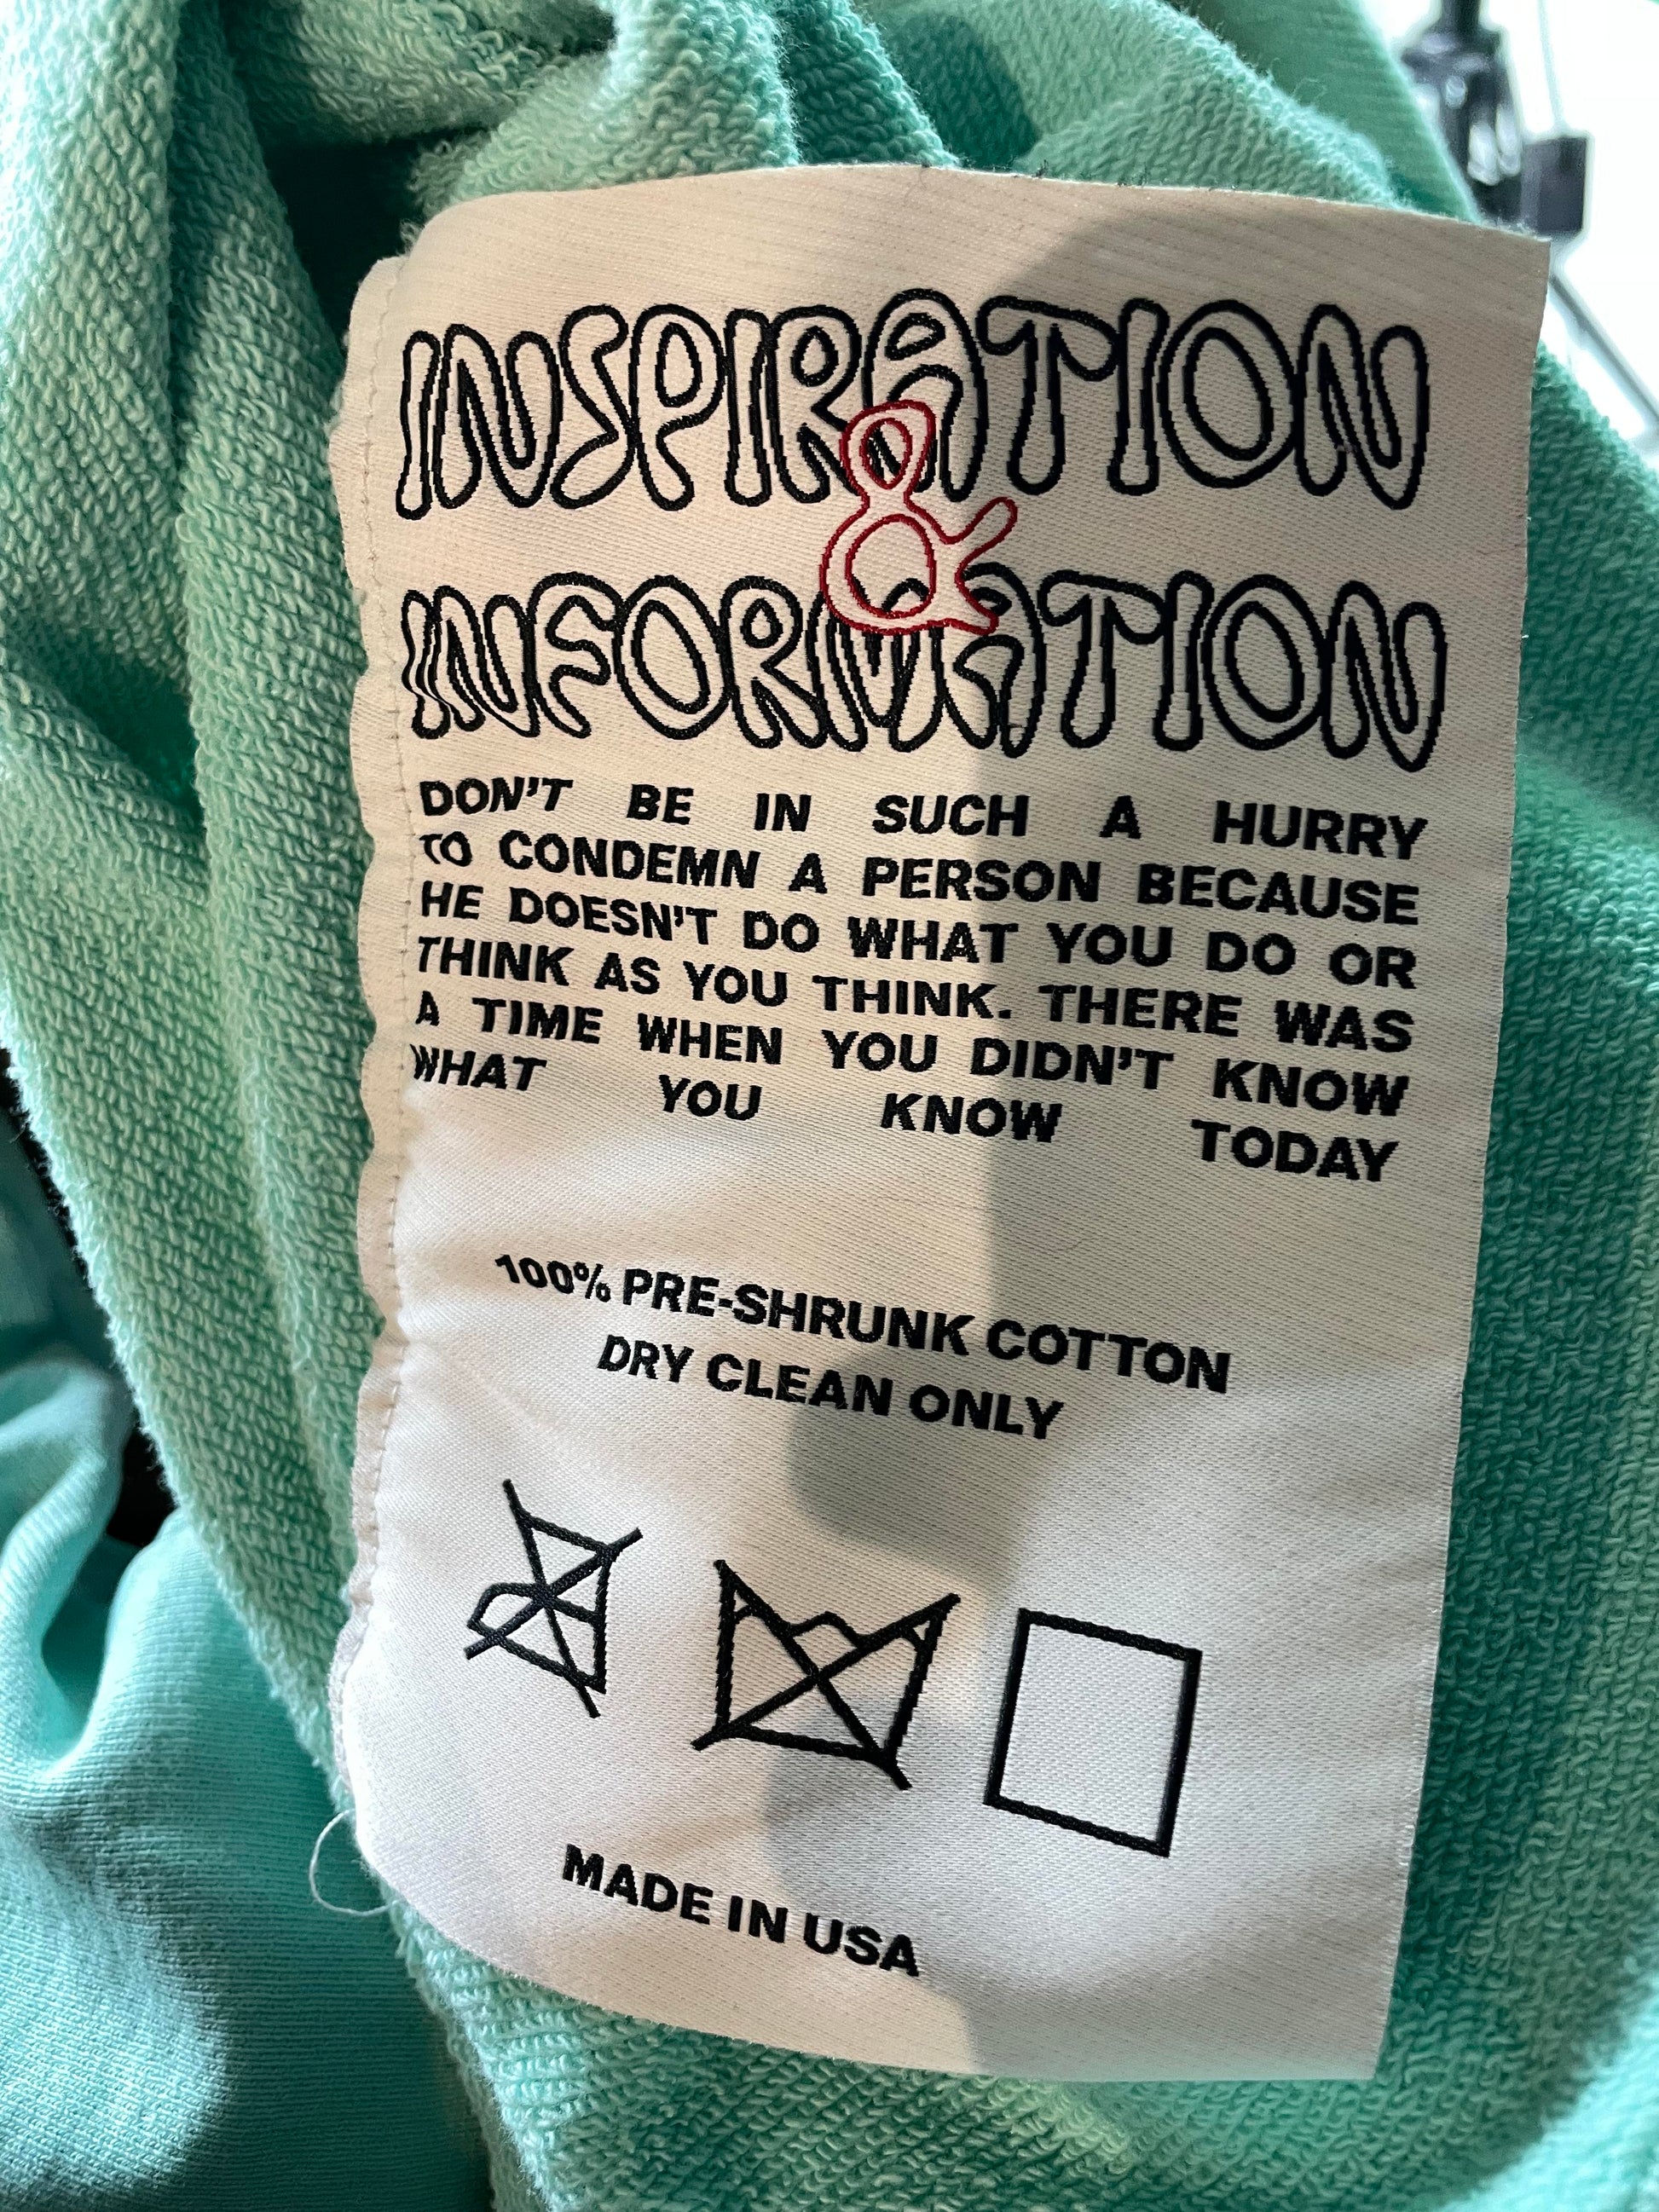 INSPIRATION
&
INFORMATION
DON'T BE IN SUCH A HURRY
TO CONDEMN A PERSON BECAUSE
HE DOESN'T DO WHAT YOU DO OR
THINK AS YOU THINK. THERE WAS
A TIME WHEN YOU DIDN'T KNOW
WHAT YOU KNOW TODAY
100% PRE-SHRUNK COTTON
DRY CLEAN ONLY
MADE IN USA